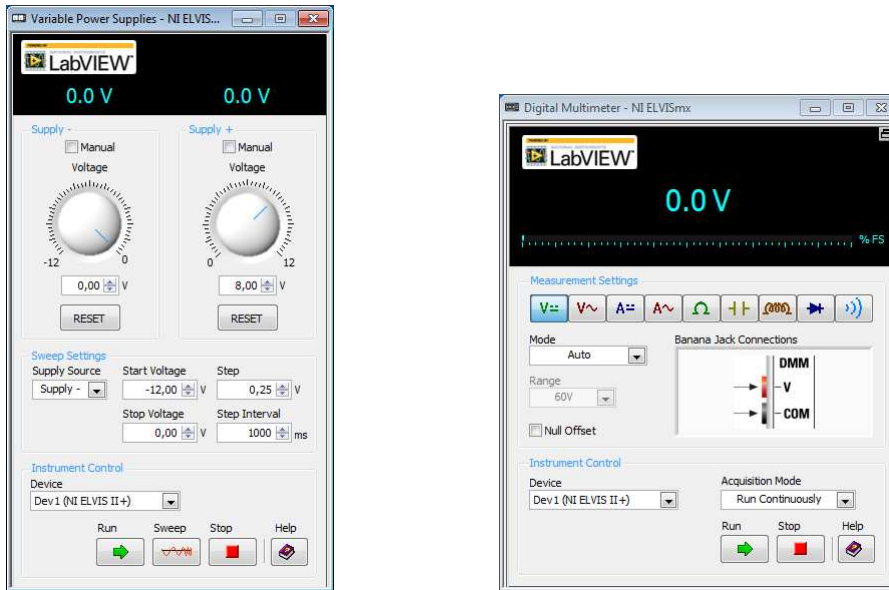 Variable Power Supplies - NI ELVIS...
LabVIEW™
0.0 V 0.0 V
Supply - Supply +
Manual Manual
Voltage Voltage
-12 0 0 12
0,00 V 8,00 V
RESET RESET
Sweep Settings
Supply Source Start Voltage Step
Supply - -12,00 V 0,25 V
Stop Voltage Step Interval
0,00 V 1000 ms
Instrument Control
Device
Dev1 (NI ELVIS II+)
Run Sweep Stop Help
Digital Multimeter - NI ELVISmx
LabVIEW™
0.0 V
% FS
Measurement Settings
V= V~ A= A~ Ω
Mode Banana Jack Connections
Auto
DMM
Range
V
60V
COM
Null Offset
Instrument Control
Device Acquisition Mode
Dev1 (NI ELVIS II+) Run Continuously
Run Stop Help